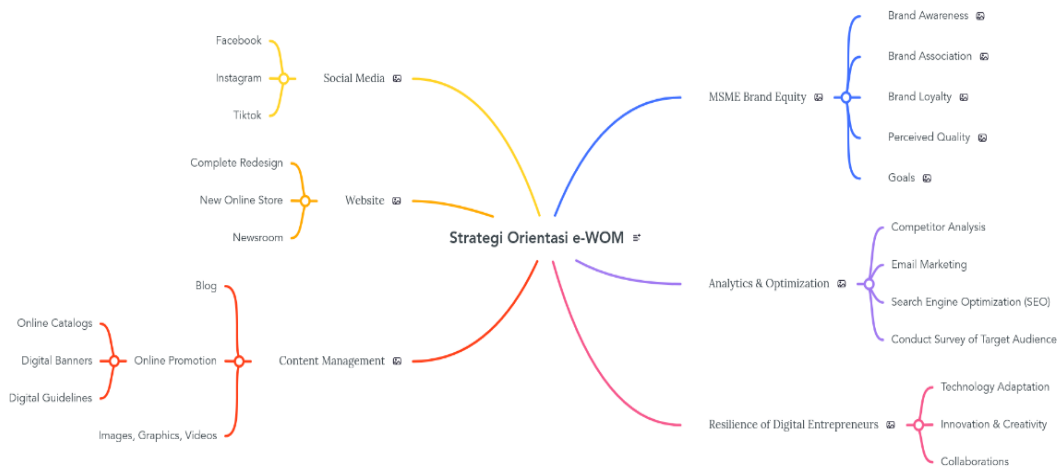 Strategi Orientasi e-WOM
Social Media
Facebook
Instagram
Tiktok
Website
Complete Redesign
New Online Store
Newsroom
Content Management
Blog
Online Promotion
Online Catalogs
Digital Banners
Digital Guidelines
Images, Graphics, Videos
MSME Brand Equity
Brand Awareness
Brand Association
Brand Loyalty
Perceived Quality
Goals
Analytics & Optimization
Competitor Analysis
Email Marketing
Search Engine Optimization (SEO)
Conduct Survey of Target Audience
Resilience of Digital Entrepreneurs
Technology Adaptation
Innovation & Creativity
Collaborations